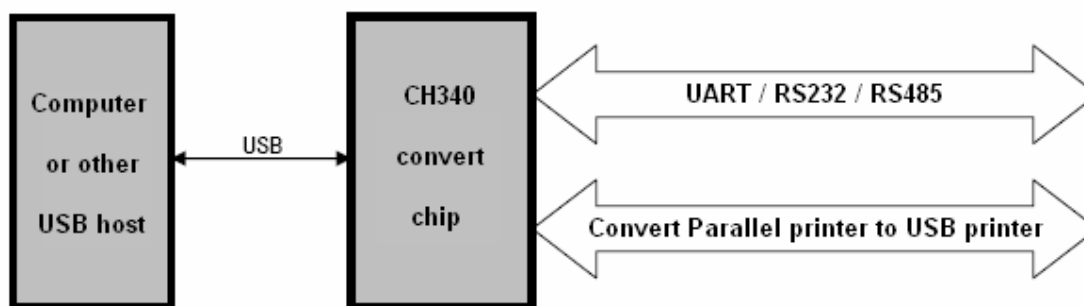 Computer
or other
USB host
USB
CH340
convert
chip
UART / RS232 / RS485
Convert Parallel printer to USB printer